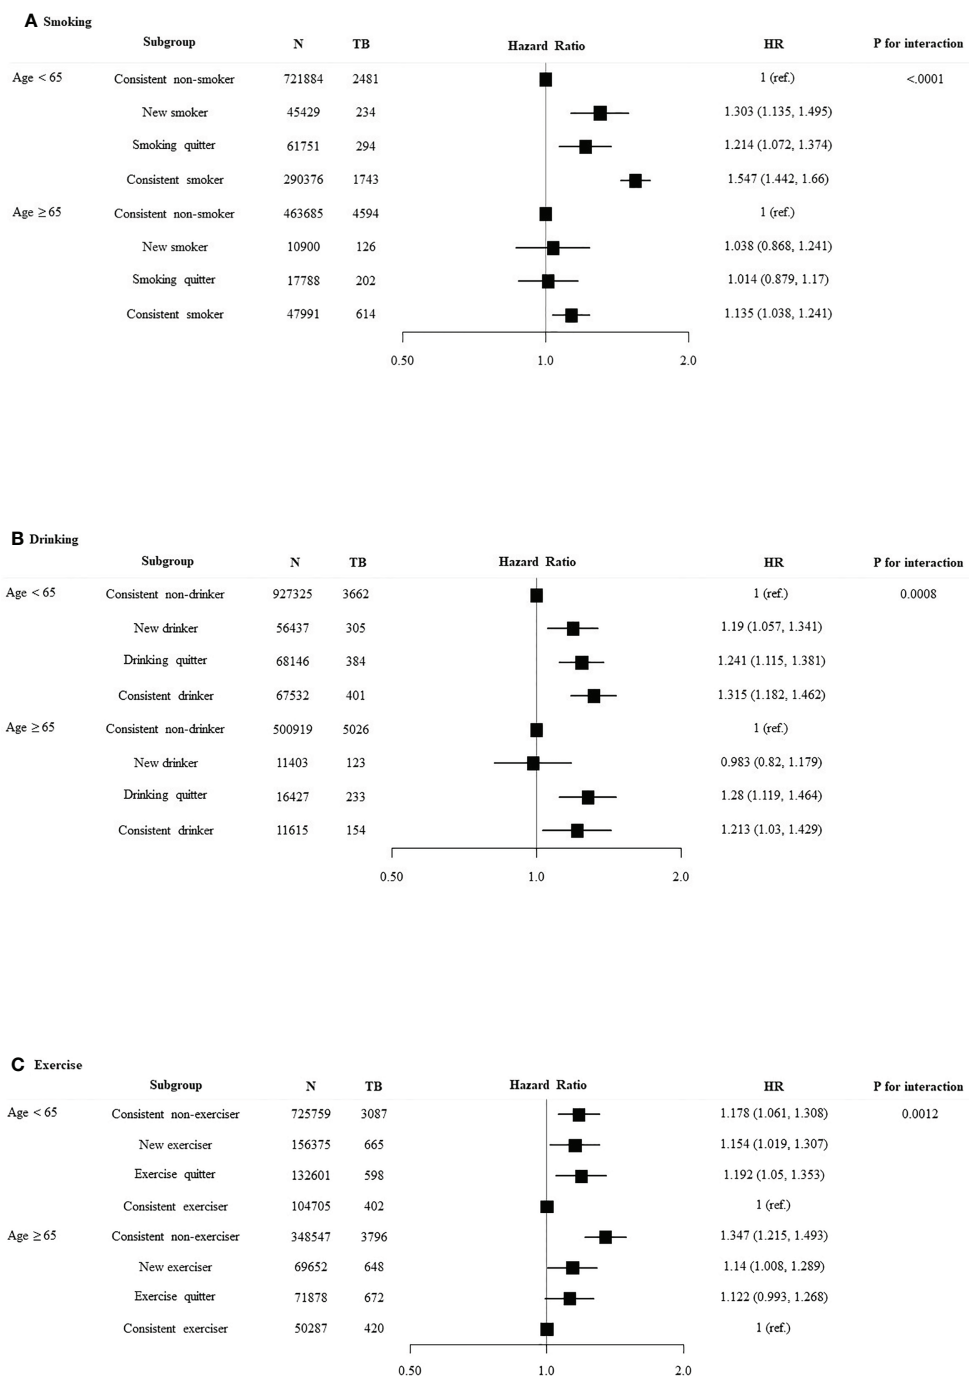 A Smoking
Subgroup N TB Hazard Ratio HR P for interaction
Age < 65 Consistent non-smoker 721884 2481 1 (ref.) <.0001
New smoker 45429 234 1.303 (1.135, 1.495)
Smoking quitter 61751 294 1.214 (1.072, 1.374)
Consistent smoker 290376 1743 1.547 (1.442, 1.66)
Age ≥ 65 Consistent non-smoker 463685 4594 1 (ref.)
New smoker 10900 126 1.038 (0.868, 1.241)
Smoking quitter 17788 202 1.014 (0.879, 1.17)
Consistent smoker 47991 614 1.135 (1.038, 1.241)
0.50 1.0 2.0
B Drinking
Subgroup N TB Hazard Ratio HR P for interaction
Age < 65 Consistent non-drinker 927325 3662 1 (ref.) 0.0008
New drinker 56437 305 1.19 (1.057, 1.341)
Drinking quitter 68146 384 1.241 (1.115, 1.381)
Consistent drinker 67532 401 1.315 (1.182, 1.462)
Age ≥ 65 Consistent non-drinker 500919 5026 1 (ref.)
New drinker 11403 123 0.983 (0.82, 1.179)
Drinking quitter 16427 233 1.28 (1.119, 1.464)
Consistent drinker 11615 154 1.213 (1.03, 1.429)
0.50 1.0 2.0
C Exercise
Subgroup N TB Hazard Ratio HR P for interaction
Age < 65 Consistent non-exerciser 725759 3087 1.178 (1.061, 1.308) 0.0012
New exerciser 156375 665 1.154 (1.019, 1.307)
Exercise quitter 132601 598 1.192 (1.05, 1.353)
Consistent exerciser 104705 402 1 (ref.)
Age ≥ 65 Consistent non-exerciser 348547 3796 1.347 (1.215, 1.493)
New exerciser 69652 648 1.14 (1.008, 1.289)
Exercise quitter 71878 672 1.122 (0.993, 1.268)
Consistent exerciser 50287 420 1 (ref.)
0.50 1.0 2.0